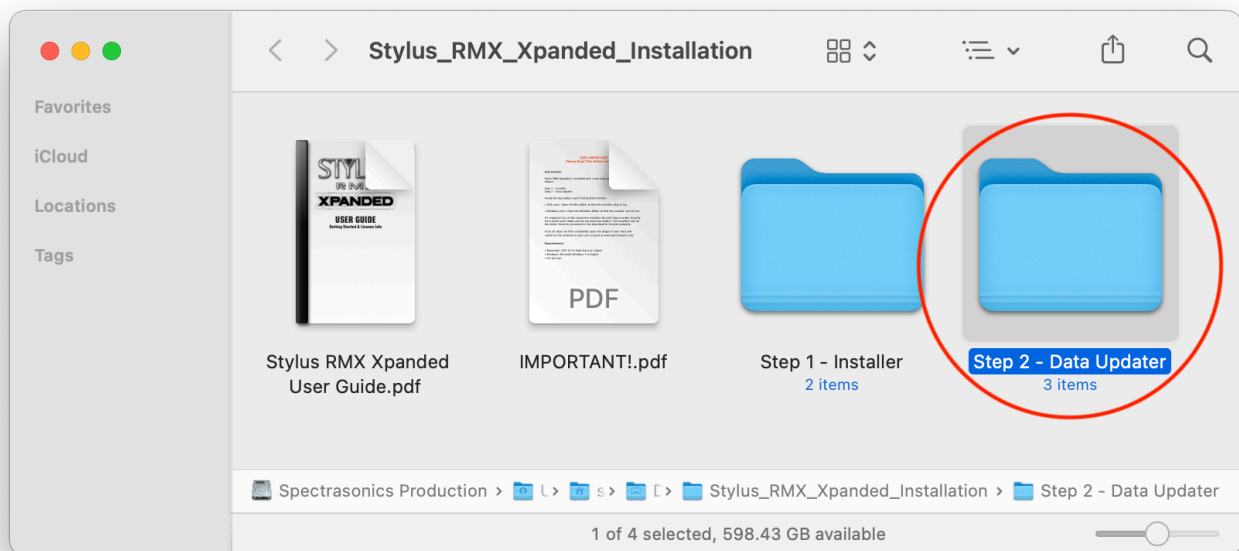 Stylus_RMX_Xpanded_Installation
Favorites
iCloud
Locations
Tags
RMX
XPANDED
USER GUIDE
Getting Started & License Info
PDF
Stylus RMX Xpanded
User Guide.pdf
IMPORTANT!.pdf
Step 1 - Installer
2 items
Step 2 - Data Updater
3 items
Spectrasonics Production › U › s › D › Stylus_RMX_Xpanded_Installation › Step 2 - Data Updater
1 of 4 selected, 598.43 GB available